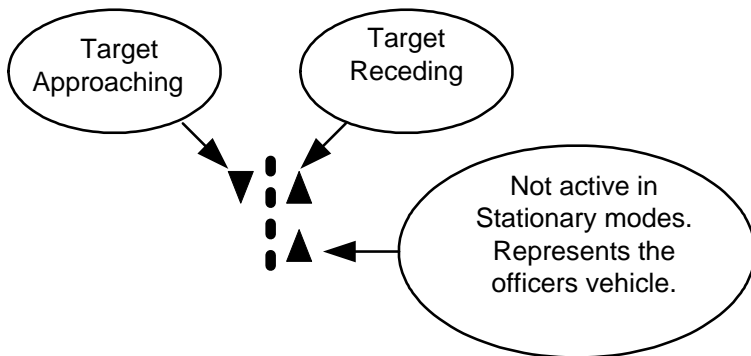 Target
Approaching
Target
Receding
Not active in
Stationary modes.
Represents the
officers vehicle.